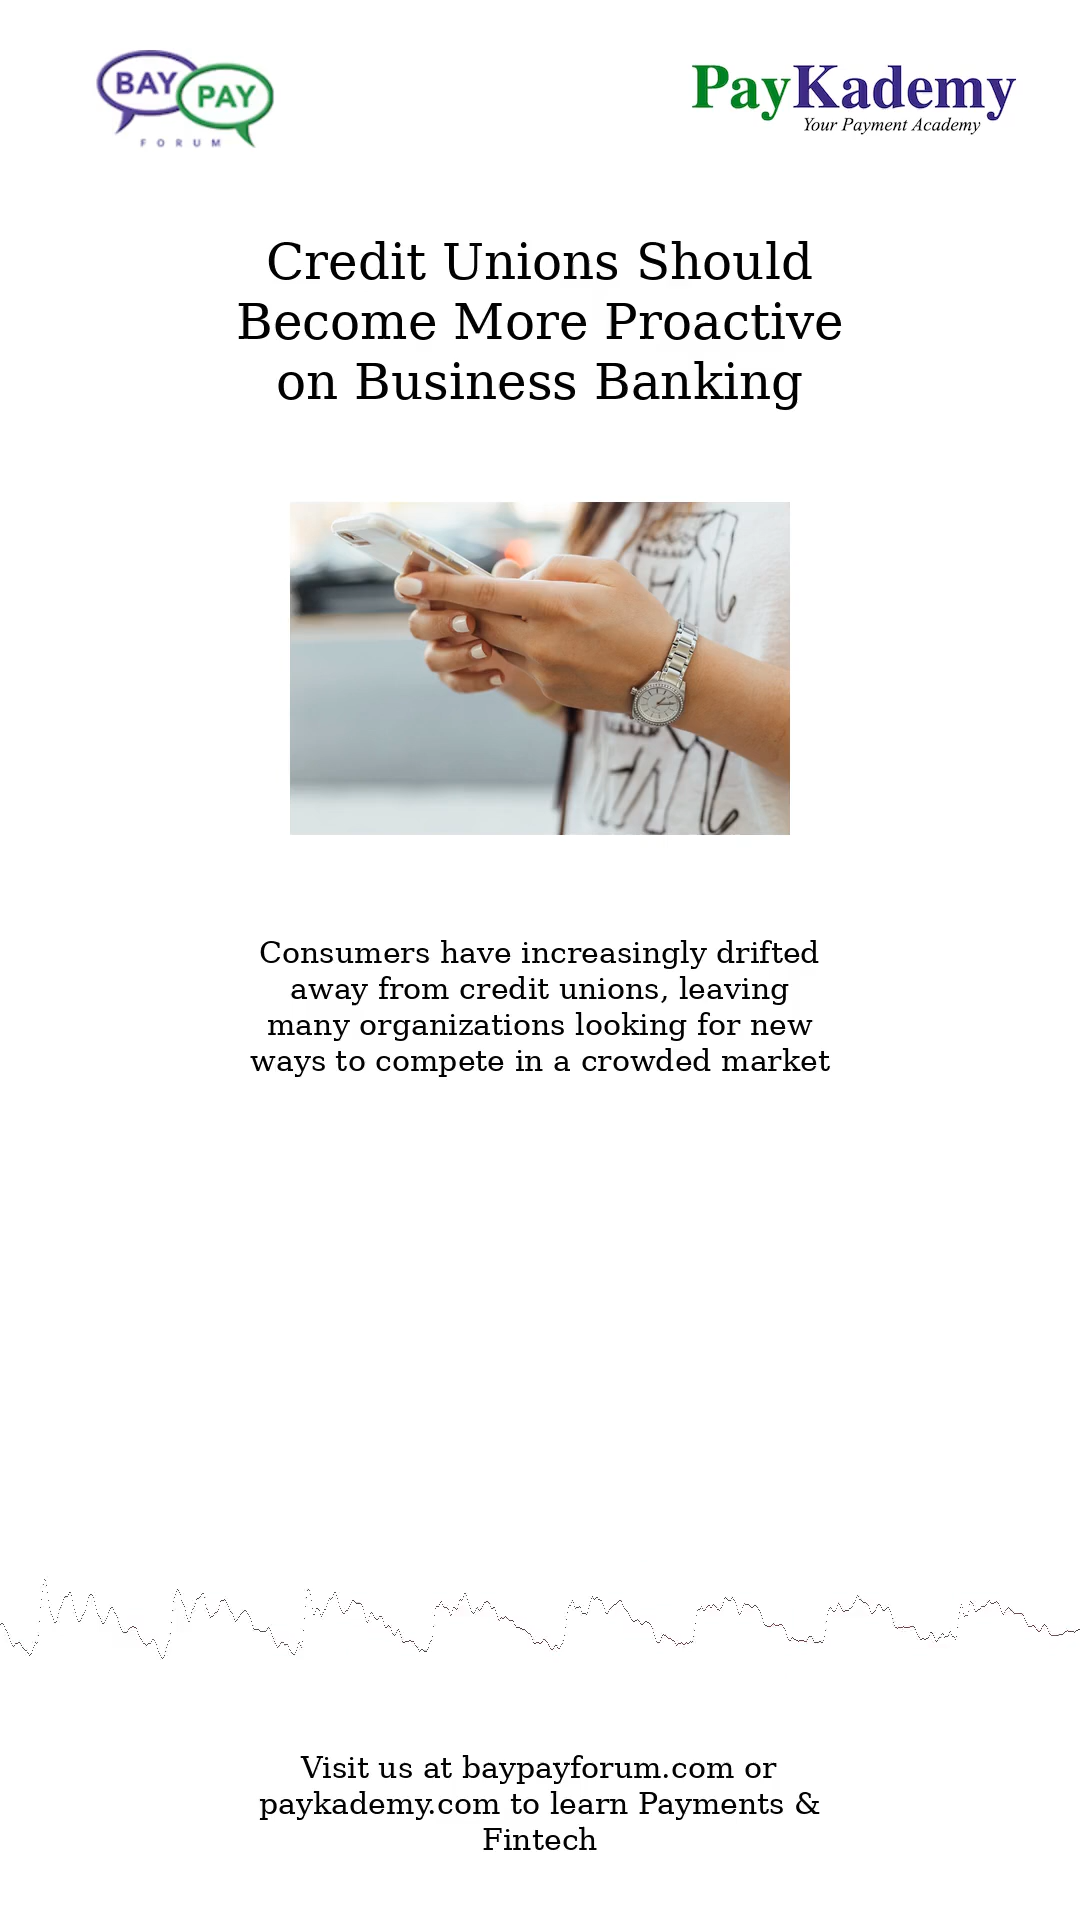 BAY PAY
FORUM
PayKademy
Your Payment Academy
Credit Unions Should
Become More Proactive
on Business Banking
Consumers have increasingly drifted
away from credit unions, leaving
many organizations looking for new
ways to compete in a crowded market
Visit us at baypayforum.com or
paykademy.com to learn Payments &
Fintech